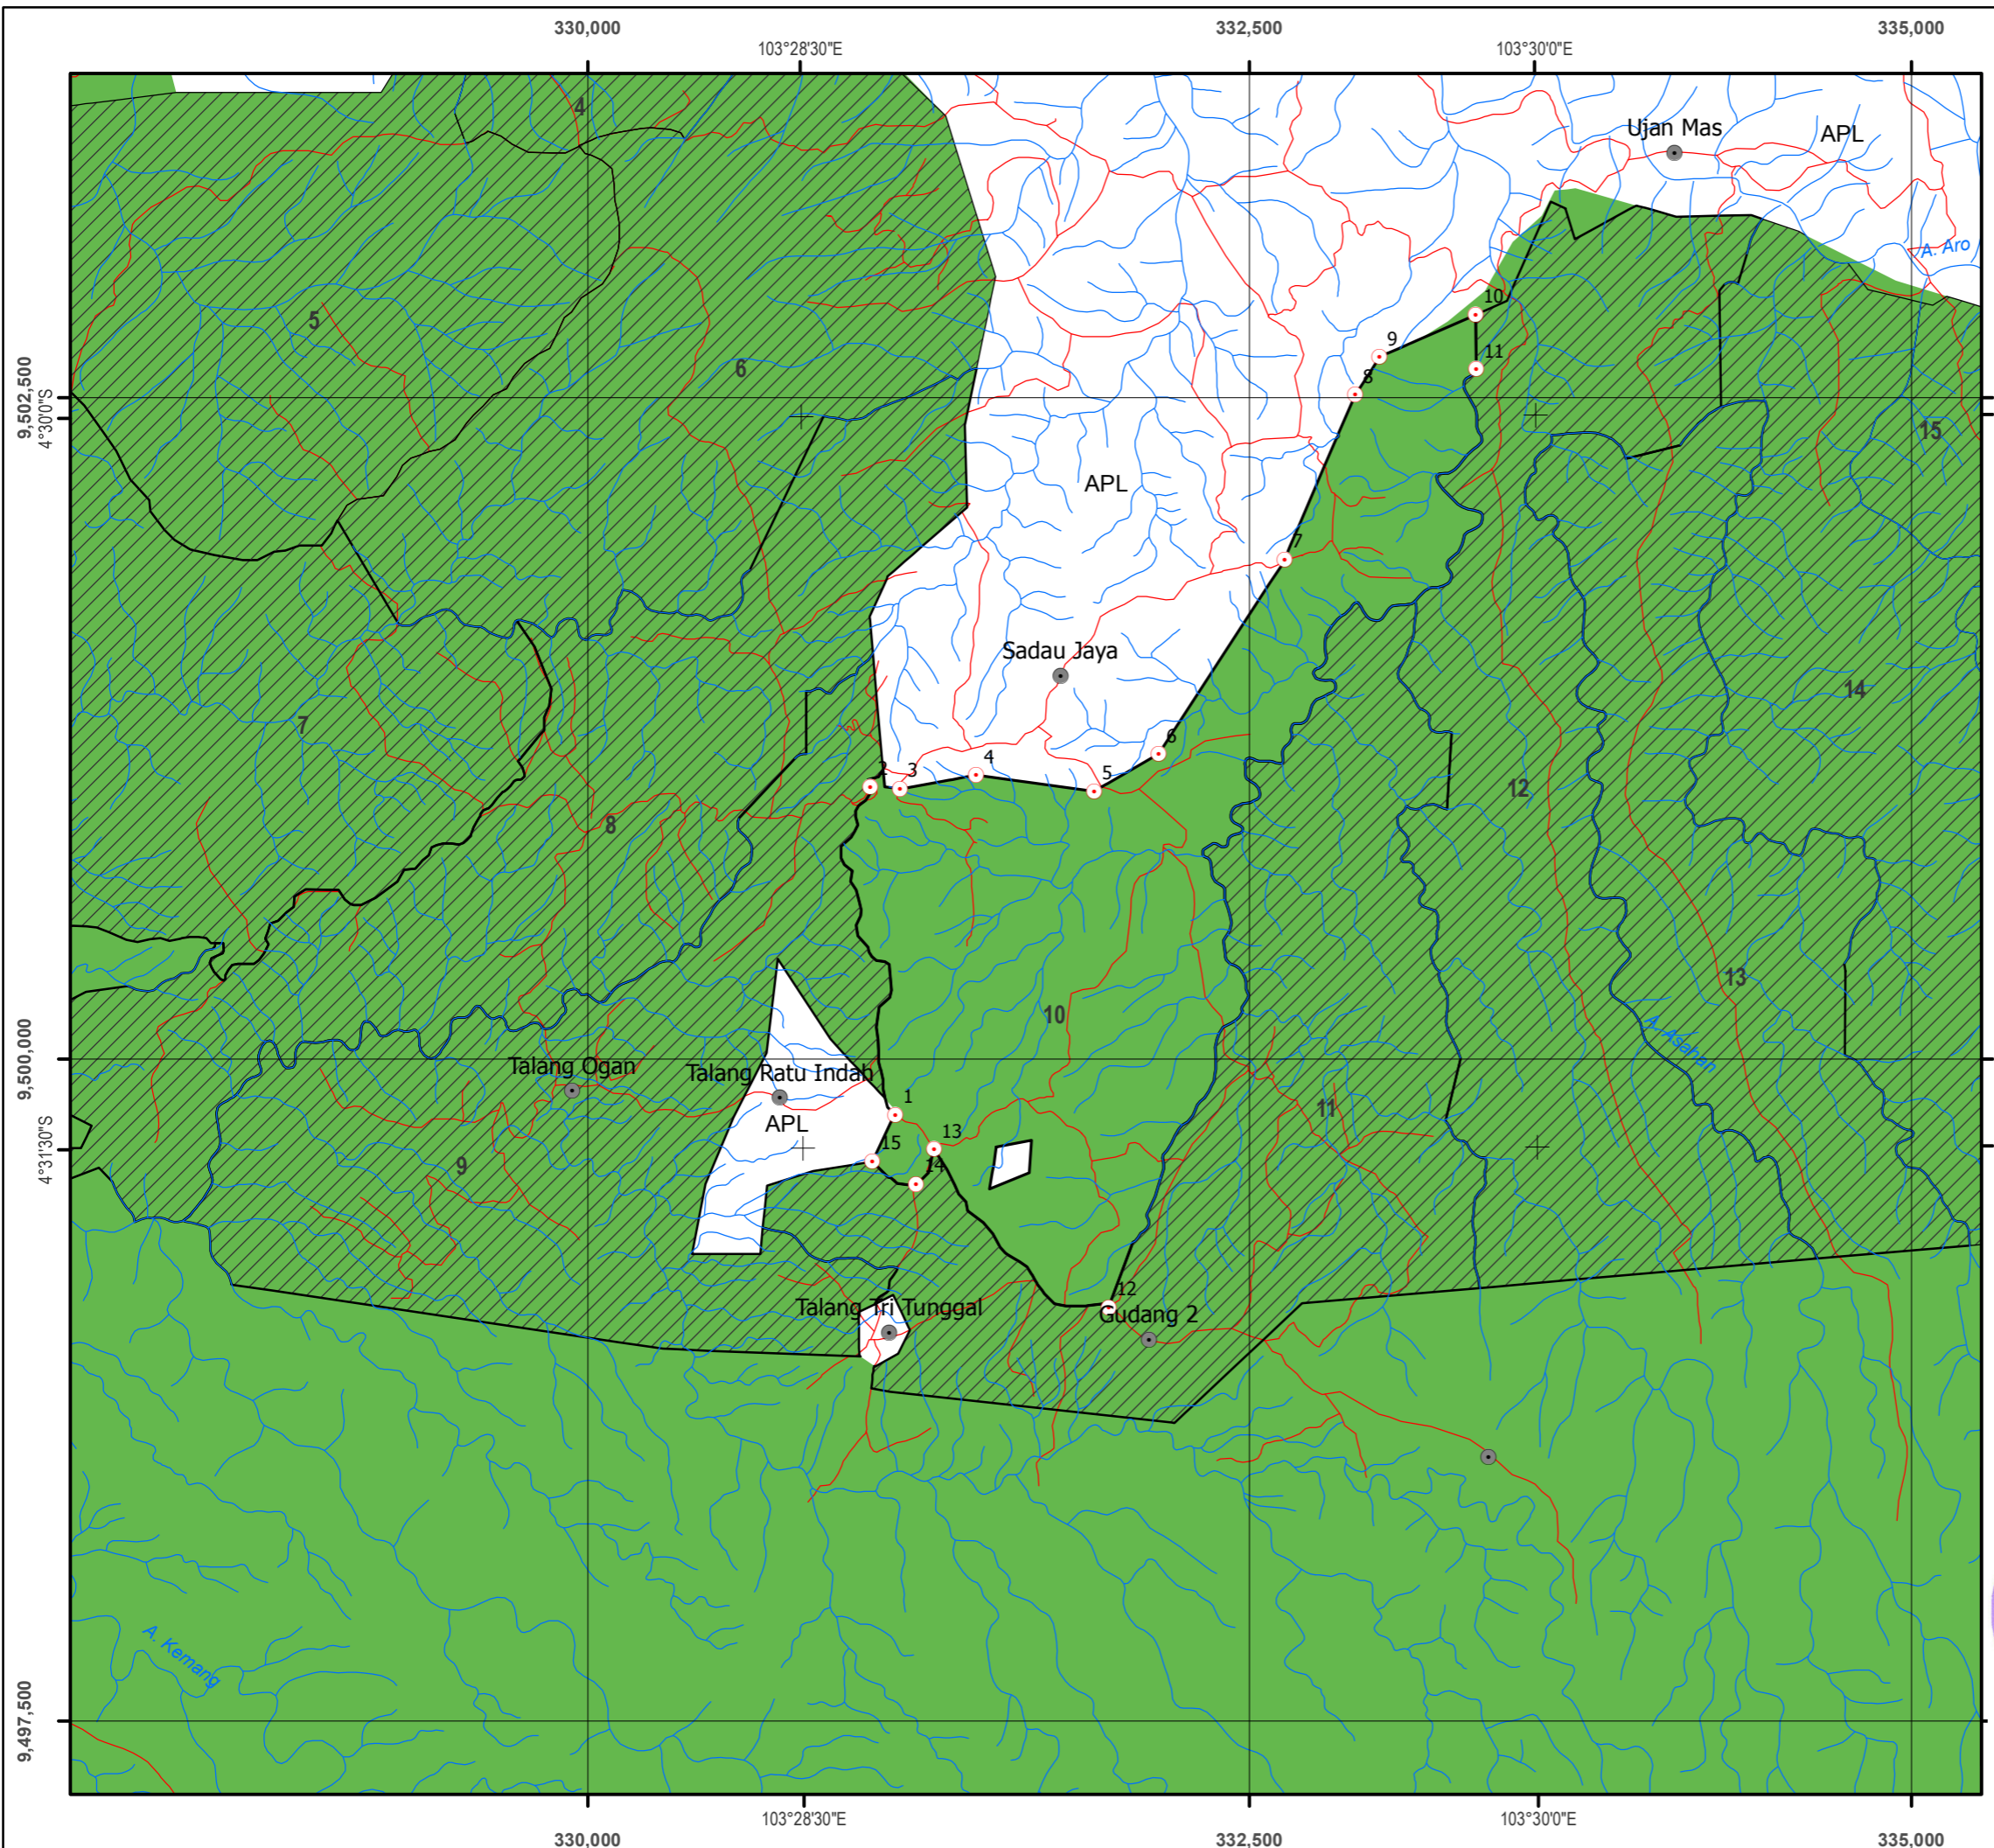 330,000
332,500
335,000
103°28'30"E
103°30'0"E
4
Ujan Mas
APL
A. Aro
10
5
9
6
11
8
9,502,500
4°30'0"S
15
APL
7
Sadau Jaya
14
7
6
4
2
3
5
12
8
13
10
A. Asahan
9,500,000
Talang Ogan
Talang Ratu Indah
1
11
APL
13
15
4°31'30"S
9
14
12
Talang Tri Tunggal
Gudang 2
A. Kemang
9,497,500
103°28'30"E
103°30'0"E
330,000
332,500
335,000